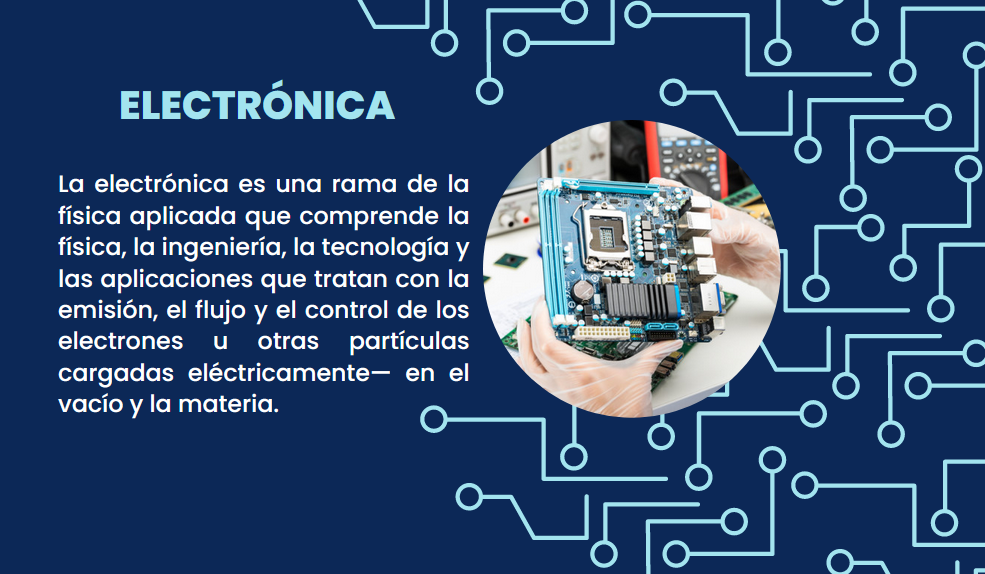 ELECTRÓNICA
La electrónica es una rama de la
física aplicada que comprende la
física, la ingeniería, la tecnología y
las aplicaciones que tratan con la
emisión, el flujo y el control de los
electrones u otras partículas
cargadas eléctricamente— en el
vacío y la materia.